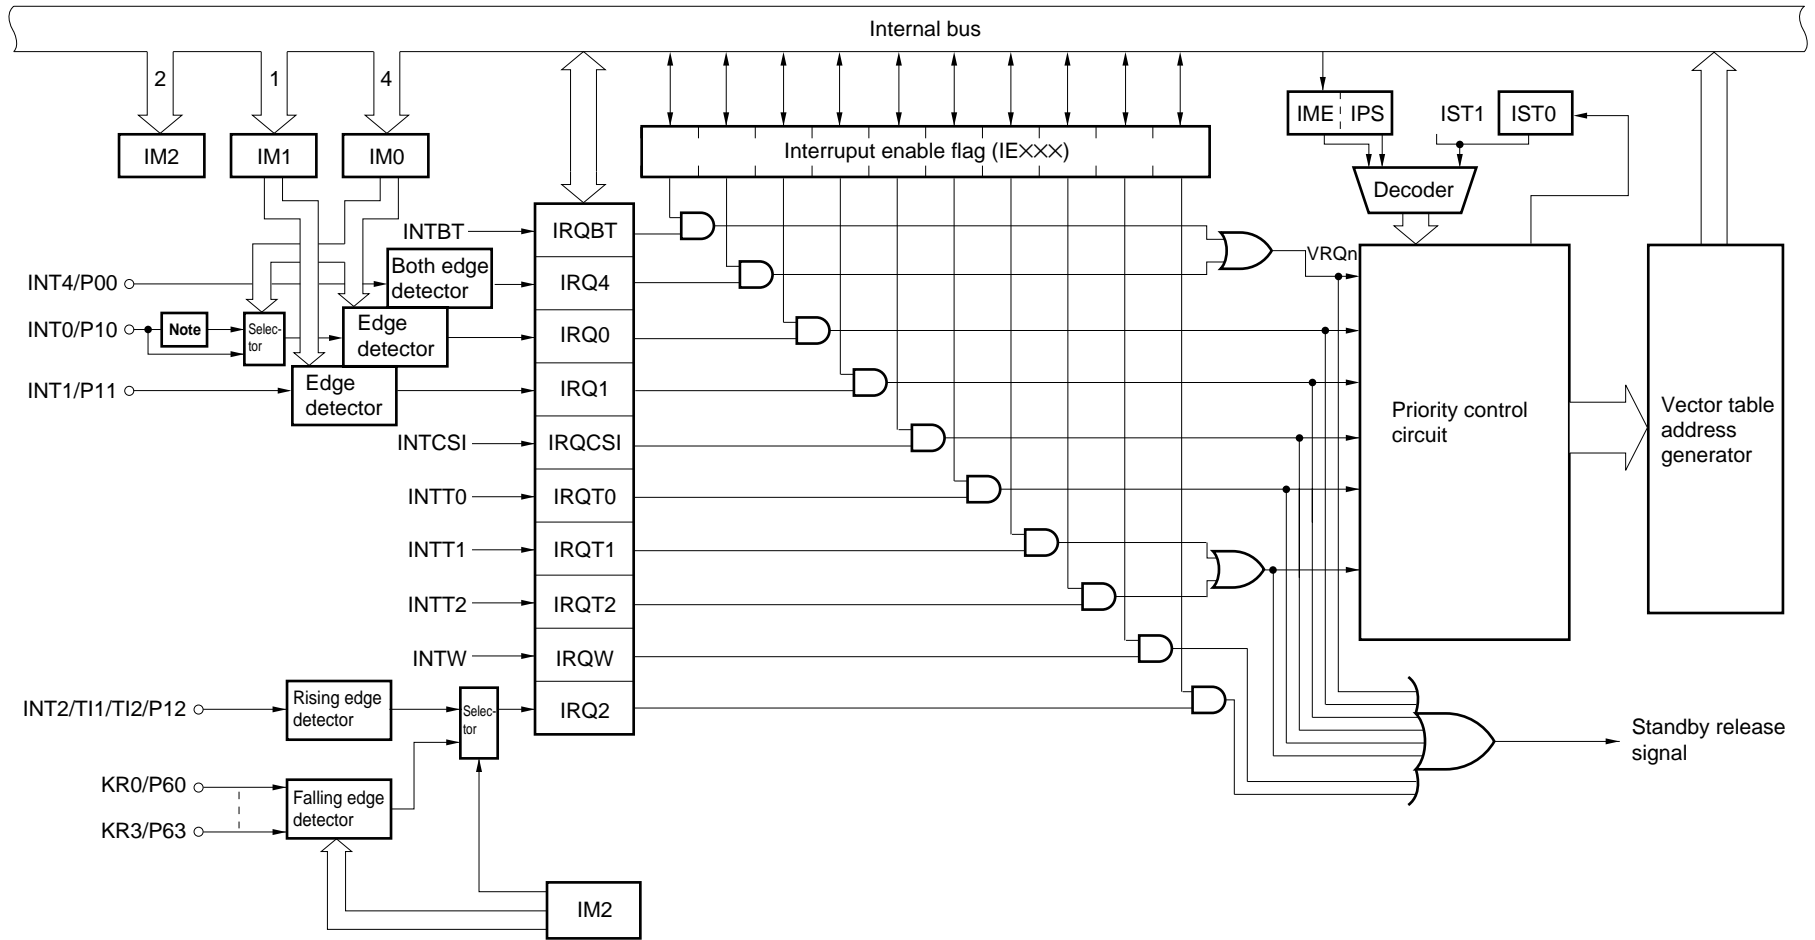 Internal bus
2
1
4
IM2
IM1
IM0
Interruput enable flag (IE×××)
IME
IPS
IST1
IST0
Decoder
INTBT
IRQBT
VRQn
INT4/P00
Both edge
detector
IRQ4
INT0/P10
Note
Selec-
tor
Edge
detector
IRQ0
INT1/P11
Edge
detector
IRQ1
Priority control
circuit
Vector table
address
generator
INTCSI
IRQCSI
INTT0
IRQT0
INTT1
IRQT1
INTT2
IRQT2
INTW
IRQW
INT2/TI1/TI2/P12
Rising edge
detector
Selec-
tor
IRQ2
Standby release
signal
KR0/P60
Falling edge
detector
KR3/P63
IM2